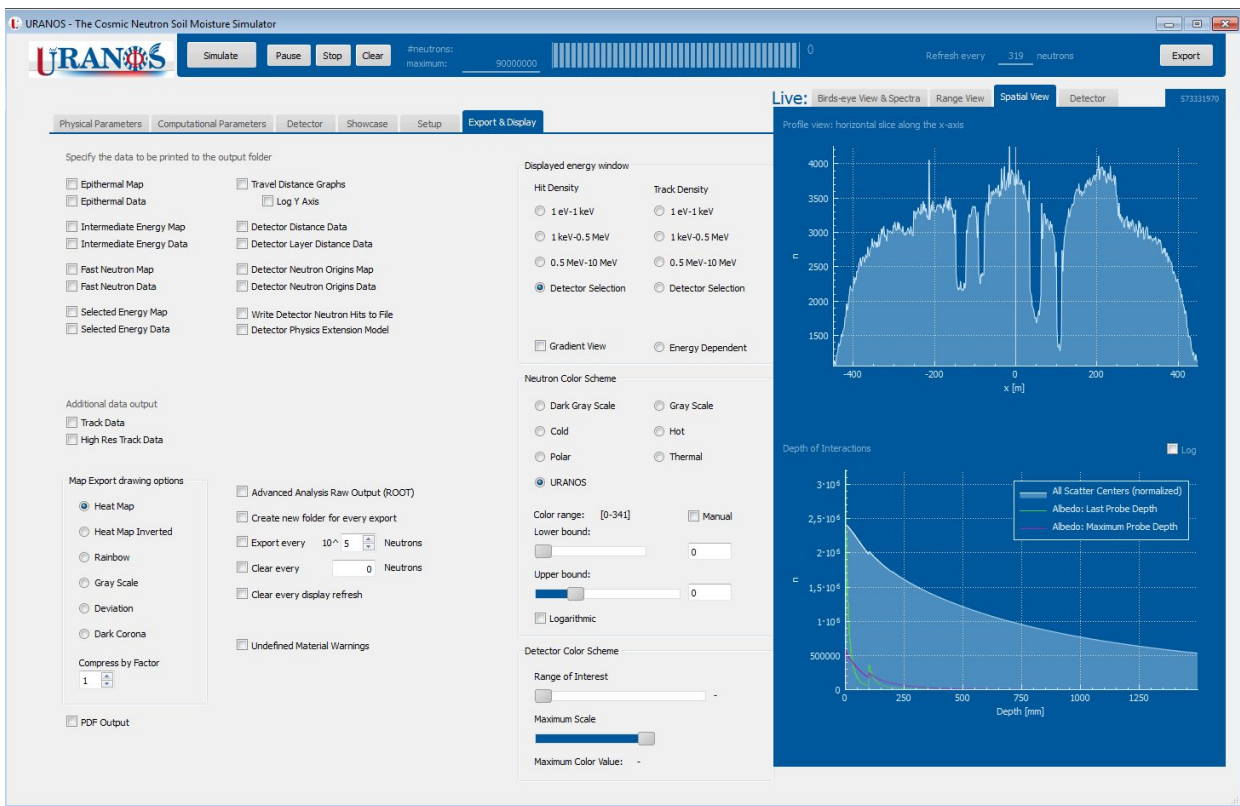 URANOS - The Cosmic Neutron Soil Moisture Simulator
URANOS
Simulate
Pause
Stop
Clear
#neutrons:
maximum: 90000000
0
Refresh every 319 neutrons
Export
Live:
Birds-eye View & Spectra
Range View
Spatial View
Detector
573331970
Physical Parameters
Computational Parameters
Detector
Showcase
Setup
Export & Display
Specify the data to be printed to the output folder
Epithermal Map
Epithermal Data
Intermediate Energy Map
Intermediate Energy Data
Fast Neutron Map
Fast Neutron Data
Selected Energy Map
Selected Energy Data
Travel Distance Graphs
Log Y Axis
Detector Distance Data
Detector Layer Distance Data
Detector Neutron Origins Map
Detector Neutron Origins Data
Write Detector Neutron Hits to File
Detector Physics Extension Model
Additional data output
Track Data
High Res Track Data
Map Export drawing options
Heat Map
Heat Map Inverted
Rainbow
Gray Scale
Deviation
Dark Corona
Compress by Factor
1
PDF Output
Advanced Analysis Raw Output (ROOT)
Create new folder for every export
Export every 10^ 5 Neutrons
Clear every 0 Neutrons
Clear every display refresh
Undefined Material Warnings
Displayed energy window
Hit Density
Track Density
1 eV-1 keV
1 eV-1 keV
1 keV-0.5 MeV
1 keV-0.5 MeV
0.5 MeV-10 MeV
0.5 MeV-10 MeV
Detector Selection
Detector Selection
Gradient View
Energy Dependent
Neutron Color Scheme
Dark Gray Scale
Gray Scale
Cold
Hot
Polar
Thermal
URANOS
Color range: [0-341]
Manual
Lower bound:
0
Upper bound:
0
Logarithmic
Detector Color Scheme
Range of Interest
-
Maximum Scale
Maximum Color Value: -
Profile view: horizontal slice along the x-axis
4000
3500
3000
2500
2000
1500
n
-400
-200
0
200
400
x [m]
Depth of Interactions
Log
3·10⁶
2,5·10⁶
2·10⁶
1,5·10⁶
1·10⁶
500000
0
n
All Scatter Centers (normalized)
Albedo: Last Probe Depth
Albedo: Maximum Probe Depth
0
250
500
750
1000
1250
Depth [mm]